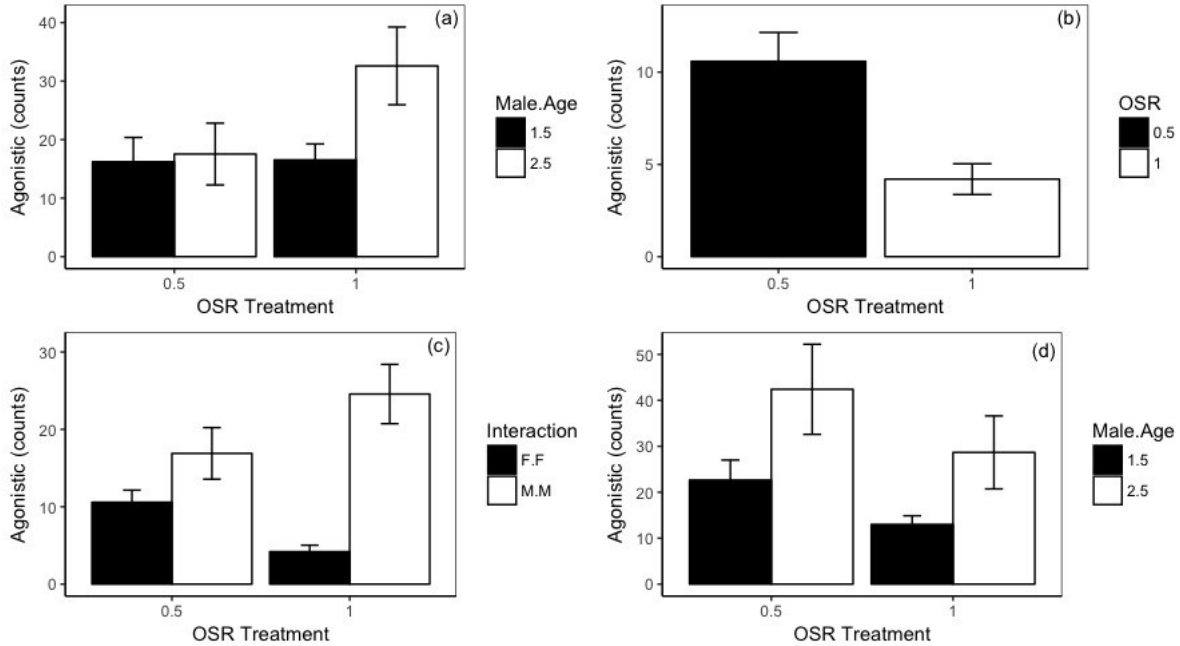 (a)
Agonistic (counts)
40
30
20
10
0
0.5
1
OSR Treatment
Male.Age
1.5
2.5
(b)
Agonistic (counts)
10
5
0
0.5
1
OSR Treatment
OSR
0.5
1
(c)
Agonistic (counts)
30
20
10
0
0.5
1
OSR Treatment
Interaction
F.F
M.M
(d)
Agonistic (counts)
50
40
30
20
10
0
0.5
1
OSR Treatment
Male.Age
1.5
2.5